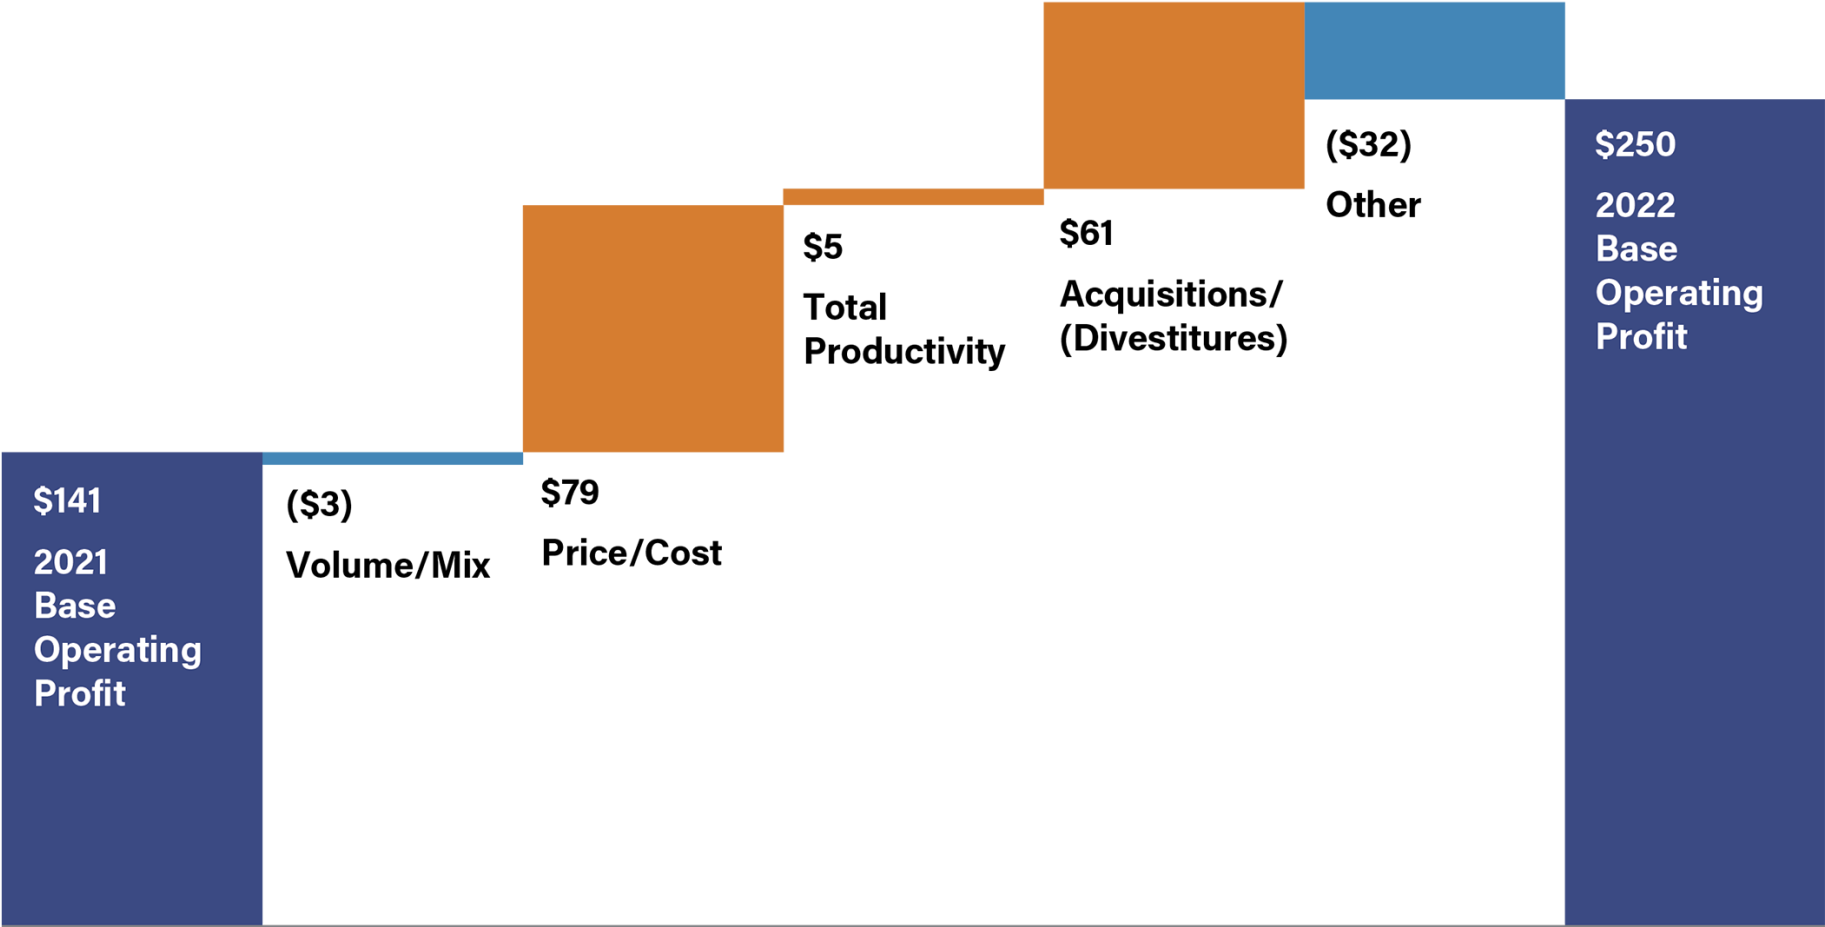 $141
2021
Base
Operating
Profit
($3)
Volume/Mix
$79
Price/Cost
$5
Total
Productivity
$61
Acquisitions/
(Divestitures)
($32)
Other
$250
2022
Base
Operating
Profit